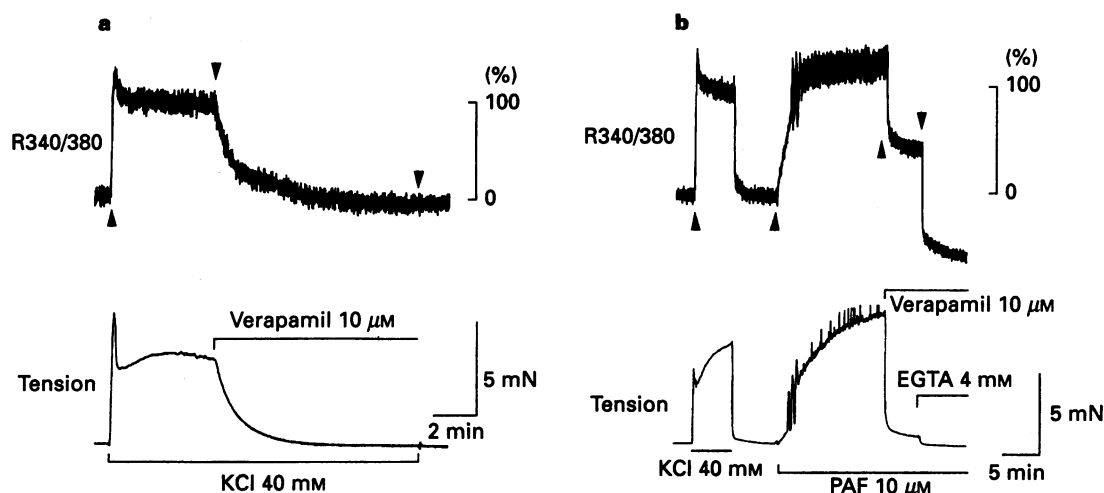 a
(%)
100
R340/380
0
Verapamil 10 μM
Tension
5 mN
2 min
KCl 40 mM
b
(%)
100
R340/380
0
Verapamil 10 μM
EGTA 4 mM
Tension
5 mN
KCl 40 mM
5 min
PAF 10 μM